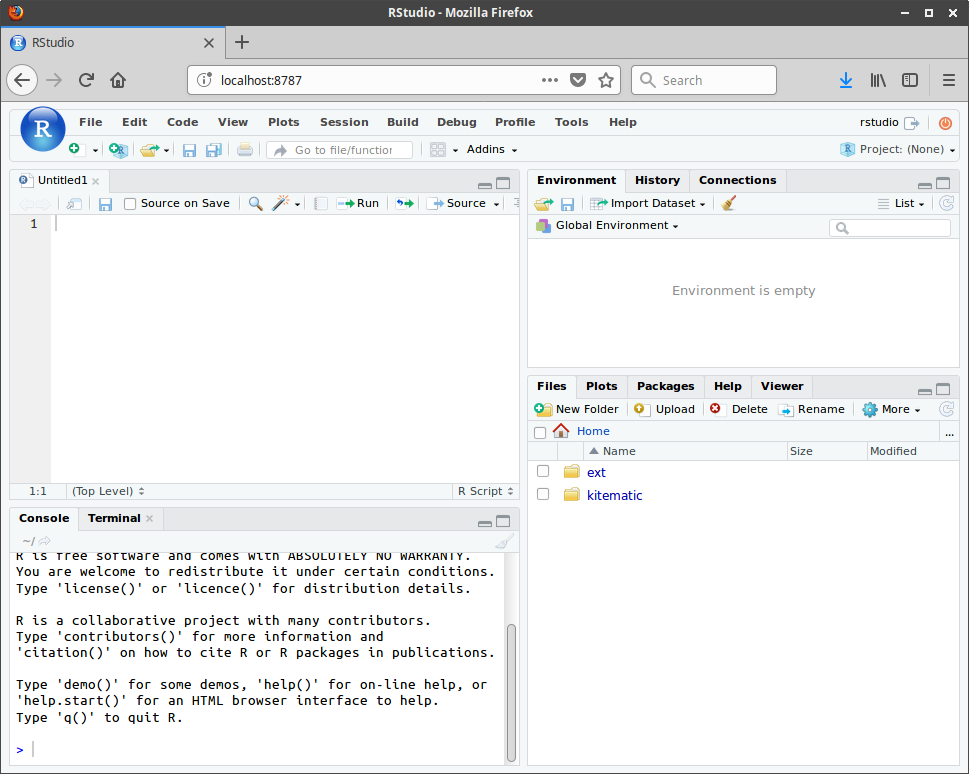 RStudio - Mozilla Firefox
RStudio
localhost:8787
Search
R
File Edit Code View Plots Session Build Debug Profile Tools Help
rstudio
Go to file/function
Addins
Project: (None)
Untitled1
Source on Save
Run
Source
1
1:1
(Top Level)
R Script
Console
Terminal
~/
R is free software and comes with ABSOLUTELY NO WARRANTY.
You are welcome to redistribute it under certain conditions.
Type 'license()' or 'licence()' for distribution details.
R is a collaborative project with many contributors.
Type 'contributors()' for more information and
'citation()' on how to cite R or R packages in publications.
Type 'demo()' for some demos, 'help()' for on-line help, or
'help.start()' for an HTML browser interface to help.
Type 'q()' to quit R.
>
Environment History Connections
Import Dataset
List
Global Environment
Environment is empty
Files Plots Packages Help Viewer
New Folder Upload Delete Rename More
Home
...
Name Size Modified
ext
kitematic